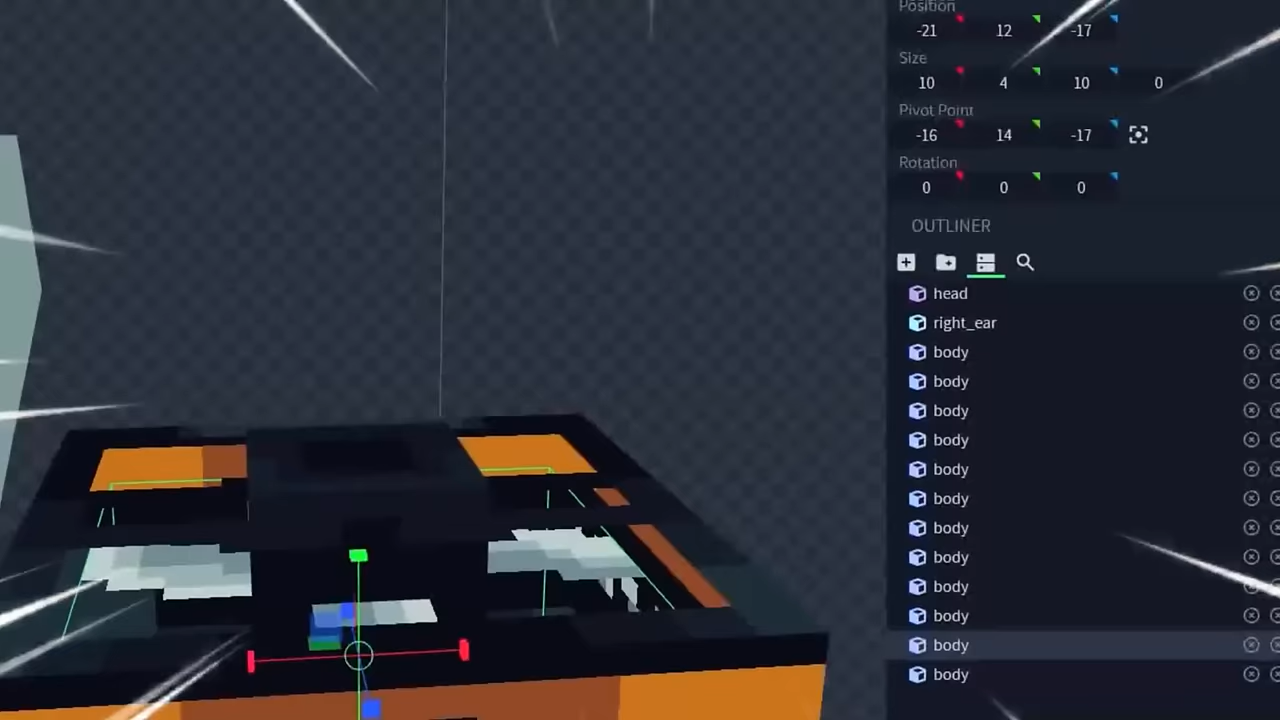 Position
-21 12 -17
Size
10 4 10 0
Pivot Point
-16 14 -17
Rotation
0 0 0
OUTLINER
head
right_ear
body
body
body
body
body
body
body
body
body
body
body
body